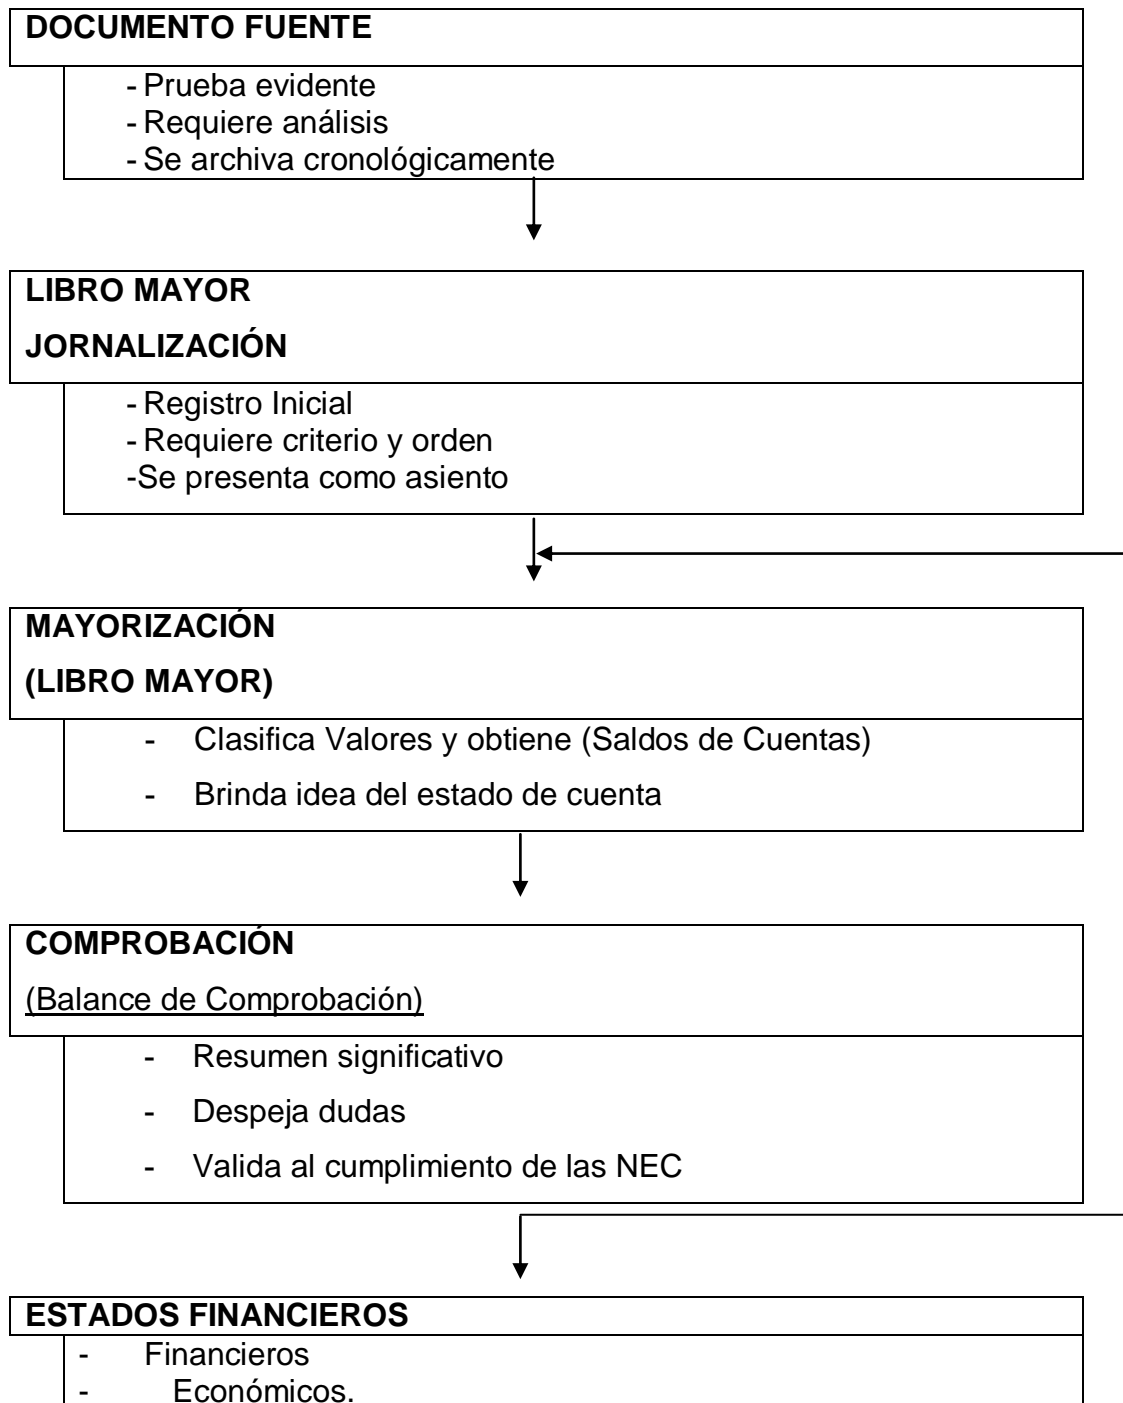 DOCUMENTO FUENTE
- Prueba evidente
- Requiere análisis
- Se archiva cronológicamente
LIBRO MAYOR
JORNALIZACIÓN
- Registro Inicial
- Requiere criterio y orden
-Se presenta como asiento
MAYORIZACIÓN
(LIBRO MAYOR)
- Clasifica Valores y obtiene (Saldos de Cuentas)
- Brinda idea del estado de cuenta
COMPROBACIÓN
(Balance de Comprobación)
- Resumen significativo
- Despeja dudas
- Valida al cumplimiento de las NEC
ESTADOS FINANCIEROS
- Financieros
- Económicos.